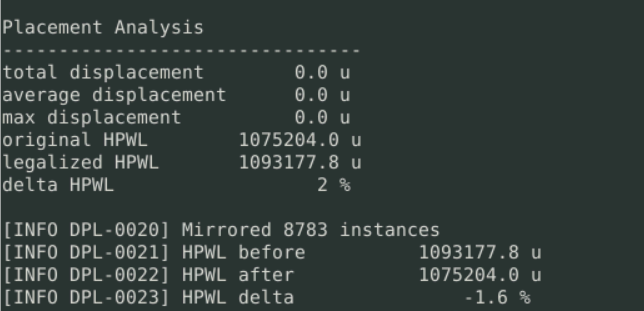 Placement Analysis
--------------------------------
total displacement 0.0 u
average displacement 0.0 u
max displacement 0.0 u
original HPWL 1075204.0 u
legalized HPWL 1093177.8 u
delta HPWL 2 %
[INFO DPL-0020] Mirrored 8783 instances
[INFO DPL-0021] HPWL before 1093177.8 u
[INFO DPL-0022] HPWL after 1075204.0 u
[INFO DPL-0023] HPWL delta -1.6 %